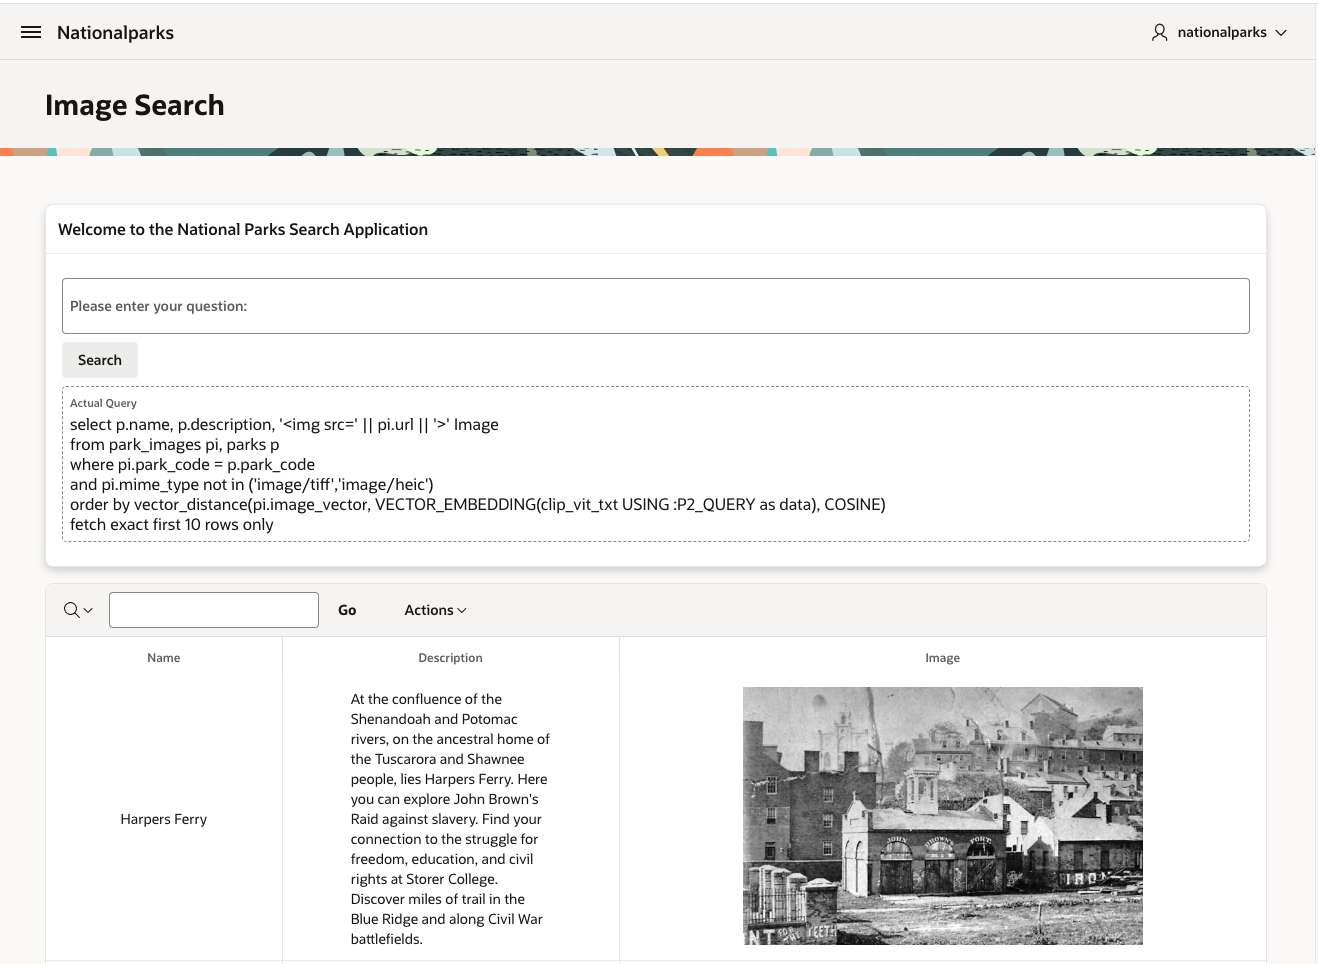 Nationalparks
nationalparks
Image Search
Welcome to the National Parks Search Application
Please enter your question:
Search
Actual Query
select p.name, p.description, '<img src=' || pi.url || '>' Image
from park_images pi, parks p
where pi.park_code = p.park_code
and pi.mime_type not in ('image/tiff','image/heic')
order by vector_distance(pi.image_vector, VECTOR_EMBEDDING(clip_vit_txt USING :P2_QUERY as data), COSINE)
fetch exact first 10 rows only
Go
Actions
Name
Description
Image
Harpers Ferry
At the confluence of the
Shenandoah and Potomac
rivers, on the ancestral home of
the Tuscarora and Shawnee
people, lies Harpers Ferry. Here
you can explore John Brown's
Raid against slavery. Find your
connection to the struggle for
freedom, education, and civil
rights at Storer College.
Discover miles of trail in the
Blue Ridge and along Civil War
battlefields.
JOHN BROWN'S FORT
IRO
NT FOR THE TEETH